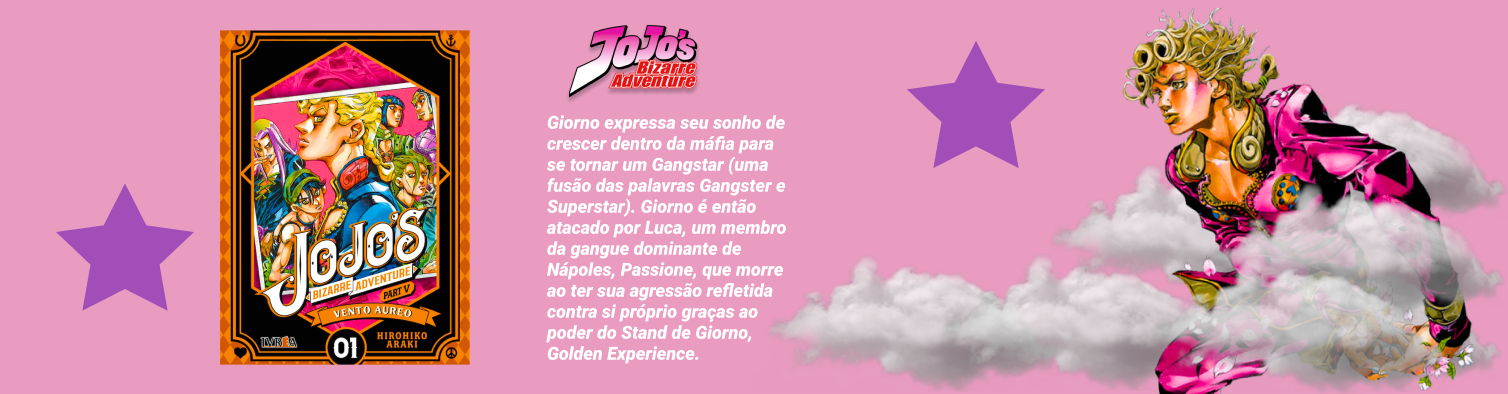 JOJO'S
BIZARRE ADVENTURE
PART V
VENTO AUREO
IVREA
01
HIROHIKO
ARAKI
JoJo's
Bizarre
Adventure
Giorno expressa seu sonho de
crescer dentro da máfia para
se tornar um Gangstar (uma
fusão das palavras Gangster e
Superstar). Giorno é então
atacado por Luca, um membro
da gangue dominante de
Nápoles, Passione, que morre
ao ter sua agressão refletida
contra si próprio graças ao
poder do Stand de Giorno,
Golden Experience.